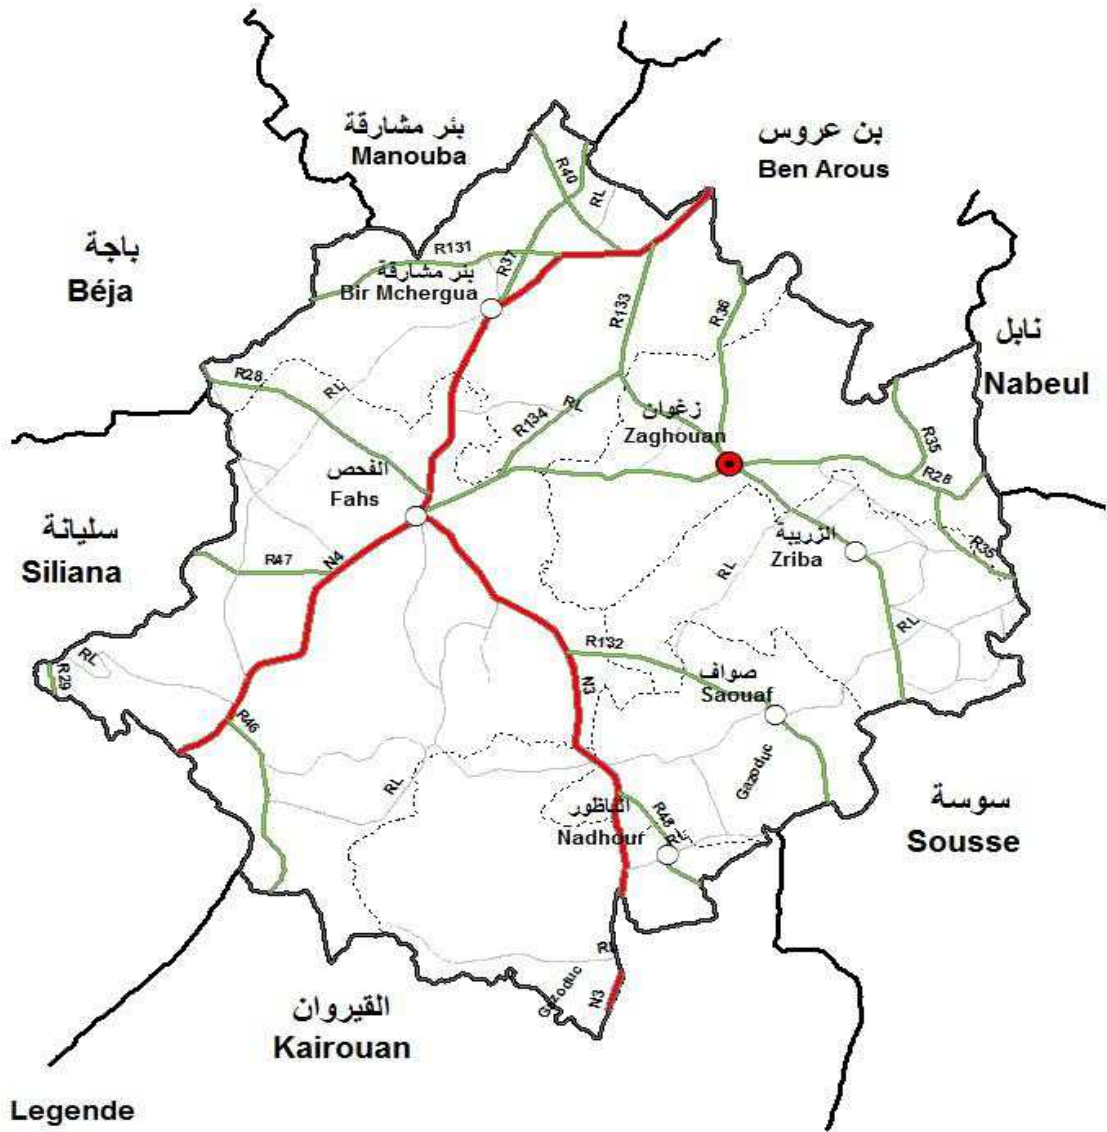 بئر مشارقة
Manouba
بن عروس
Ben Arous
R40
RL
باجة
Béja
R131
R37
بئر مشارقة
Bir Mchergua
R133
R36
نابل
Nabeul
R28
RL
R134
RL
زغوان
Zaghouan
R35
R28
الفحص
Fahs
سليانة
Siliana
R47
N4
الزريبة
Zriba
RL
R35
RL
R132
RL
R29
صواف
Saouaf
N3
R46
Gazoduc
RL
الناظور
Nadhour
R48
RL
سوسة
Sousse
RL
Gazoduc
N3
القيروان
Kairouan
Legende